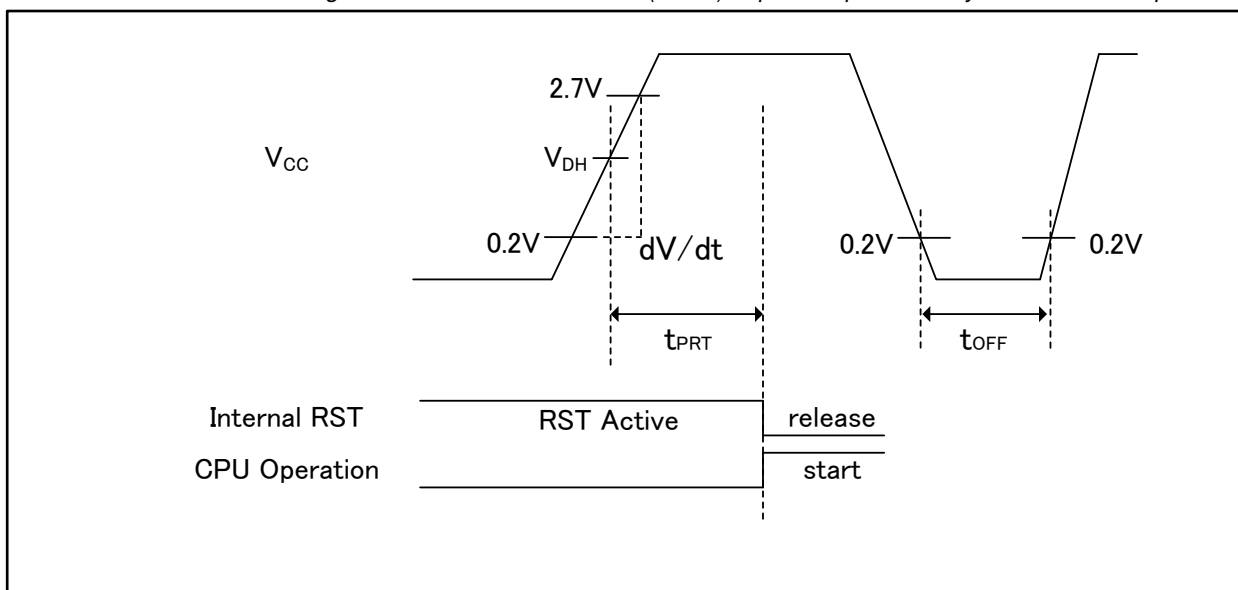 2.7V
VCC
VDH
0.2V
dV/dt
0.2V
0.2V
tPRT
tOFF
Internal RST
RST Active
release
CPU Operation
start